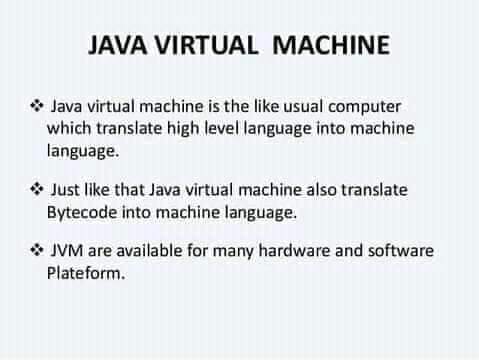 JAVA VIRTUAL MACHINE
❖ Java virtual machine is the like usual computer
which translate high level language into machine
language.
❖ Just like that Java virtual machine also translate
Bytecode into machine language.
❖ JVM are available for many hardware and software
Plateform.